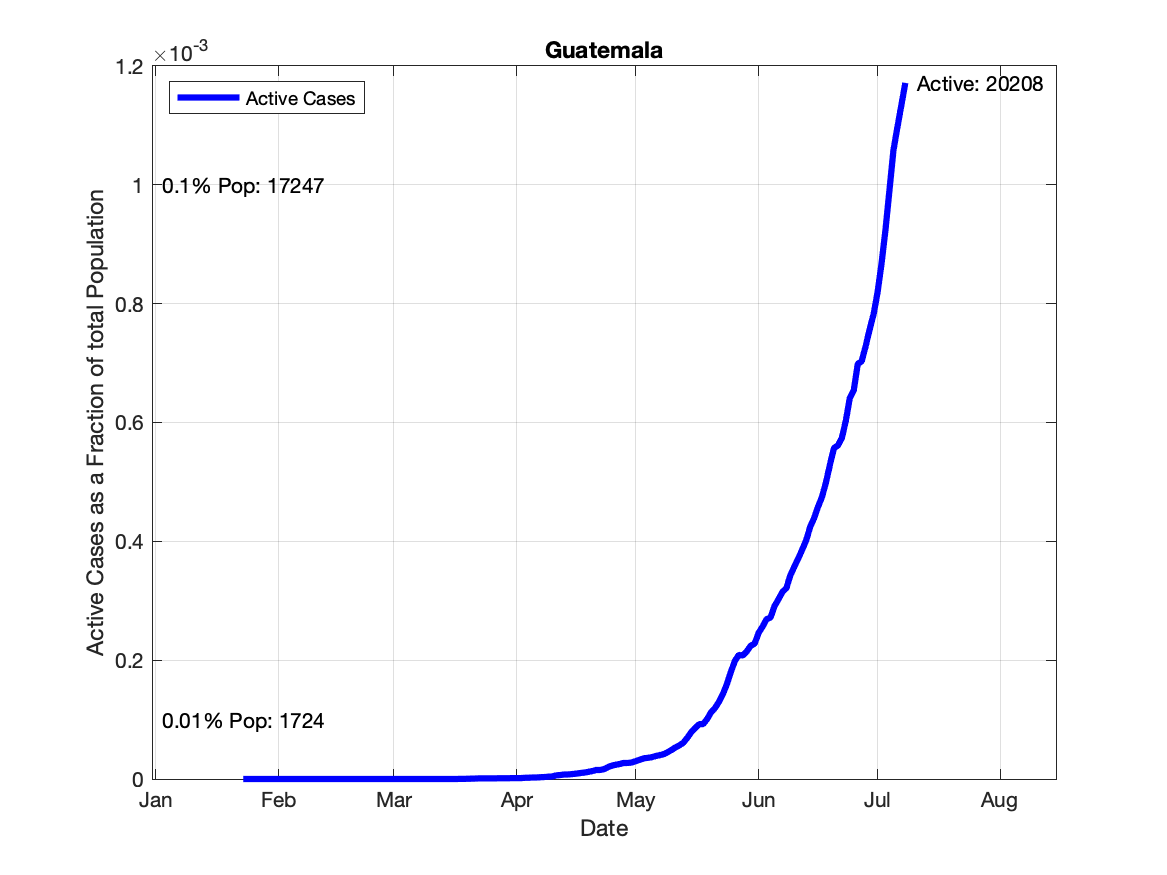 Guatemala
×10-3
1.2
1
0.8
0.6
0.4
0.2
0
Active Cases as a Fraction of total Population
Active Cases
Active: 20208
0.1% Pop: 17247
0.01% Pop: 1724
Jan Feb Mar Apr May Jun Jul Aug
Date